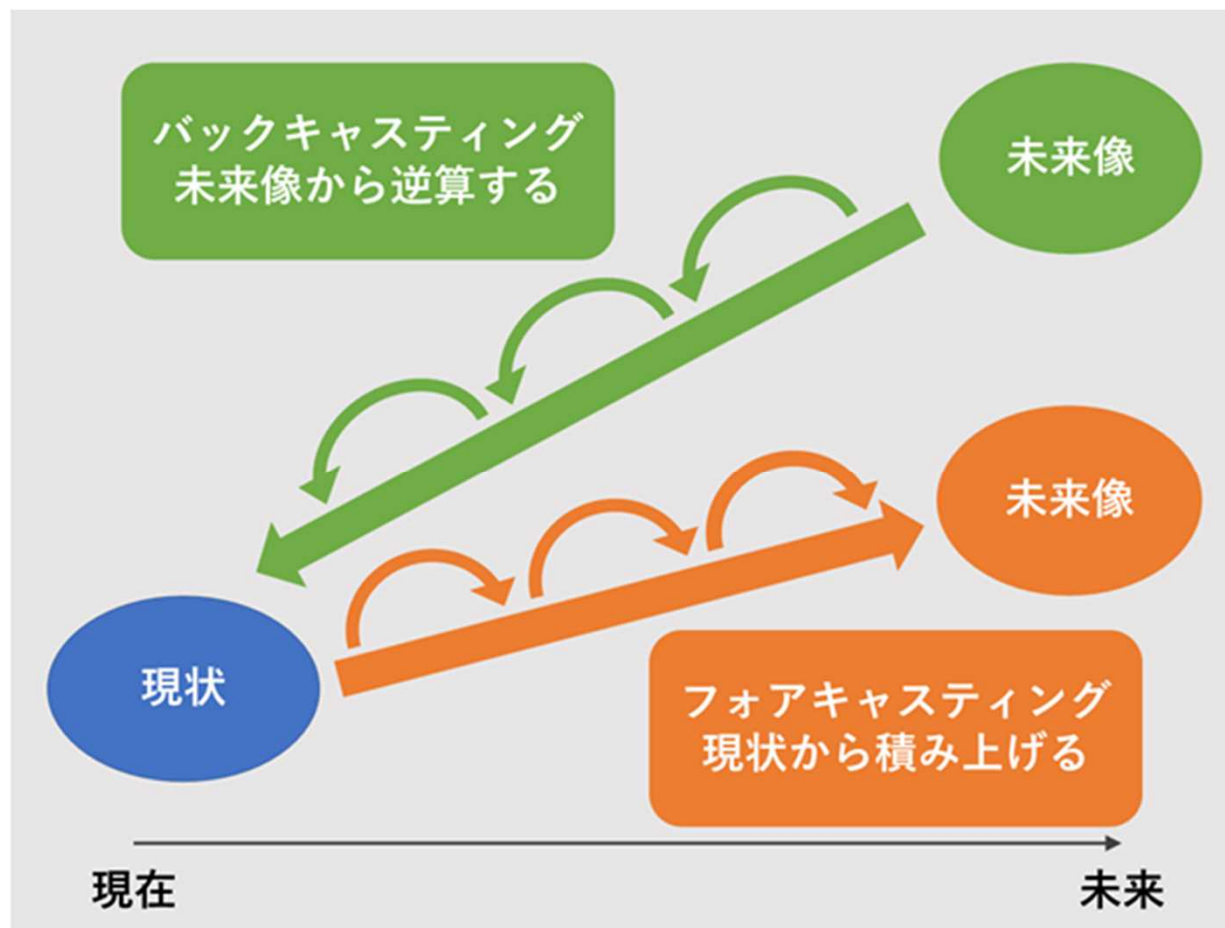 バックキャスティング
未来像から逆算する
未来像
未来像
現状
フォアキャスティング
現状から積み上げる
現在
未来